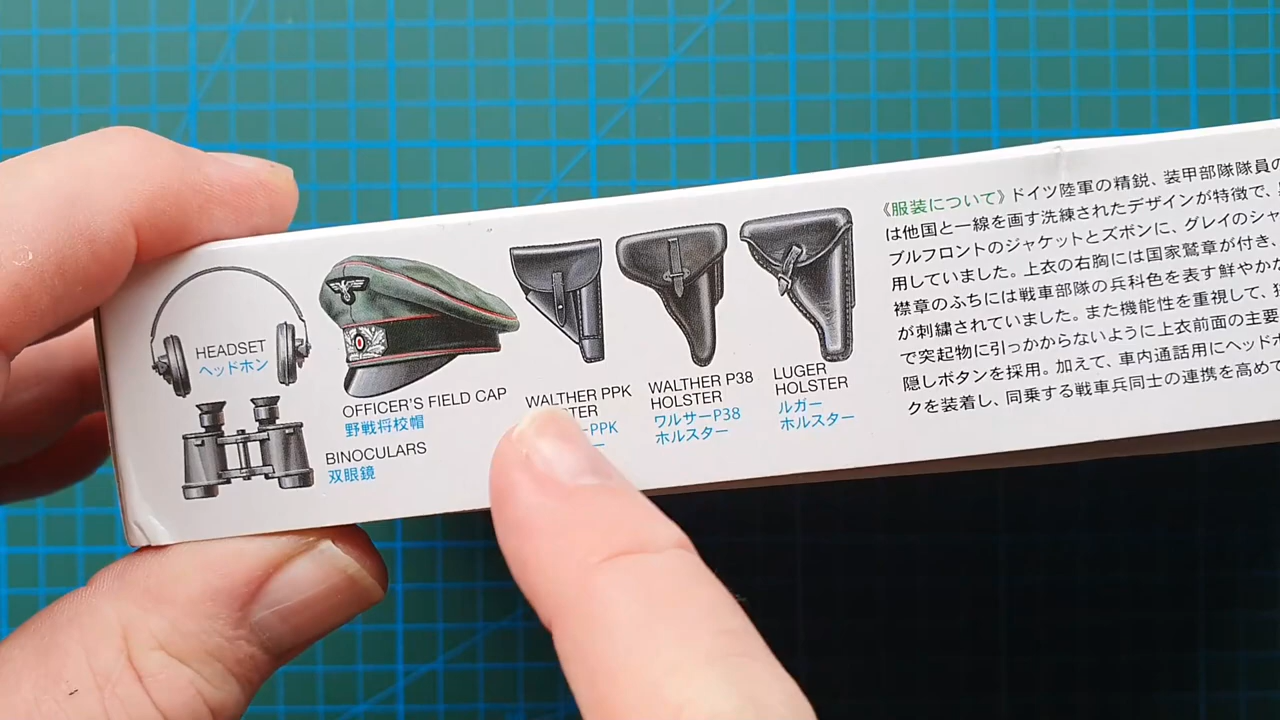 HEADSET
ヘッドホン
OFFICER'S FIELD CAP
野戦将校帽
BINOCULARS
双眼鏡
WALTHER PPK
PPK
WALTHER P38
HOLSTER
ワルサーP38
ホルスター
LUGER
HOLSTER
ルガー
ホルスター
《服装について》ドイツ陸軍の精鋭、装甲部隊隊員の
は他国と一線を画す洗練されたデザインが特徴で、
ブルフロントのジャケットとズボンに、グレイのシャ
用していました。上衣の右胸には国家鷲章が付き、
襟章のふちには戦車部隊の兵科色を表す鮮やかな
が刺繍されていました。また機能性を重視して、
で突起物に引っかからないように上衣前面の主要
隠しボタンを採用。加えて、車内通話用にヘッドホ
クを装着し、同乗する戦車兵同士の連携を高めて